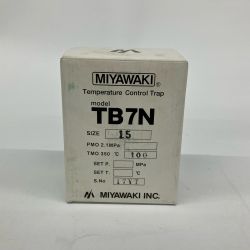 MIYAWAKI®
Temperature Control Trap
model
TB7N
SIZE 15
PMO 2.1MPa
TMO 350 ℃ 100
SET P. MPa
SET T. ℃
S.No
MIYAWAKI INC.